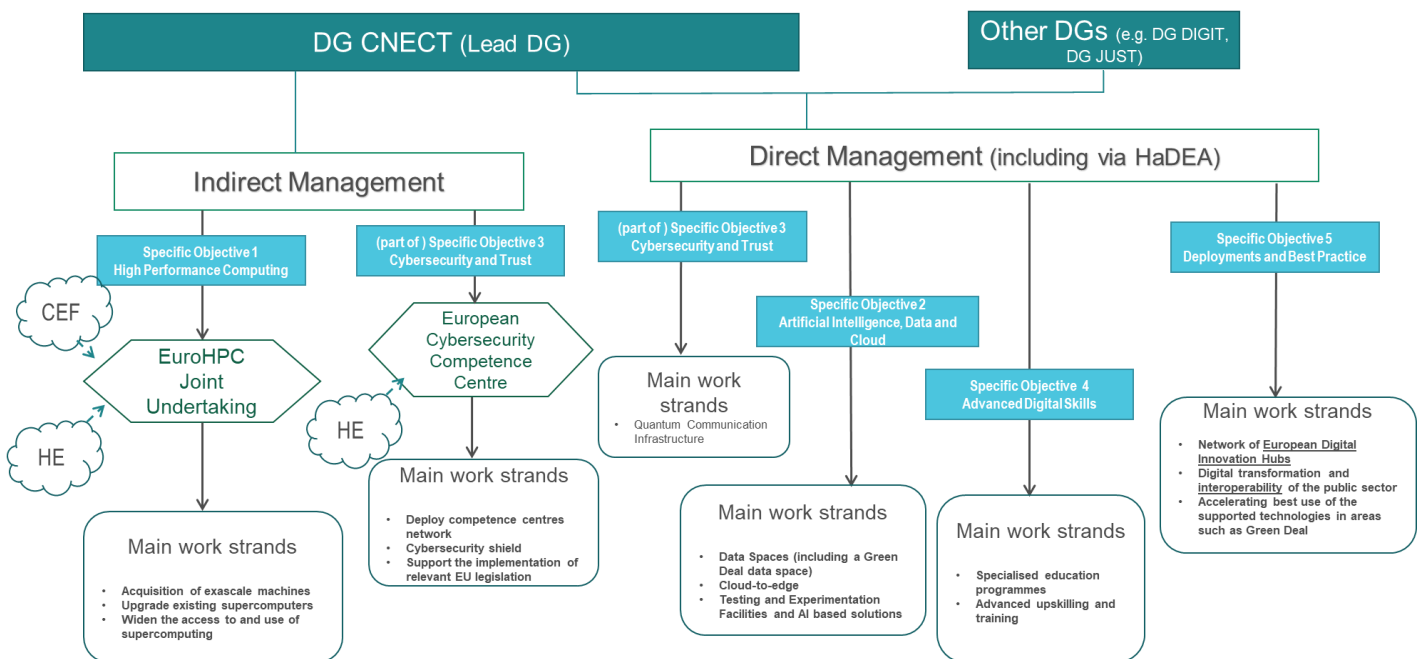 DG CNECT (Lead DG)
Other DGs (e.g. DG DIGIT,
DG JUST)
Indirect Management
Direct Management (including via HaDEA)
Specific Objective 1
High Performance Computing
(part of ) Specific Objective 3
Cybersecurity and Trust
(part of ) Specific Objective 3
Cybersecurity and Trust
Specific Objective 2
Artificial Intelligence, Data and
Cloud
Specific Objective 4
Advanced Digital Skills
Specific Objective 5
Deployments and Best Practice
CEF
HE
EuroHPC
Joint
Undertaking
European
Cybersecurity
Competence
Centre
HE
Main work strands
• Acquisition of exascale machines
• Upgrade existing supercomputers
• Widen the access to and use of
supercomputing
Main work strands
• Deploy competence centres
network
• Cybersecurity shield
• Support the implementation of
relevant EU legislation
Main work
strands
• Quantum Communication
Infrastructure
Main work strands
• Data Spaces (including a Green
Deal data space)
• Cloud-to-edge
• Testing and Experimentation
Facilities and AI based solutions
Main work strands
• Specialised education
programmes
• Advanced upskilling and
training
Main work strands
• Network of European Digital
Innovation Hubs
• Digital transformation and
interoperability of the public sector
• Accelerating best use of the
supported technologies in areas
such as Green Deal